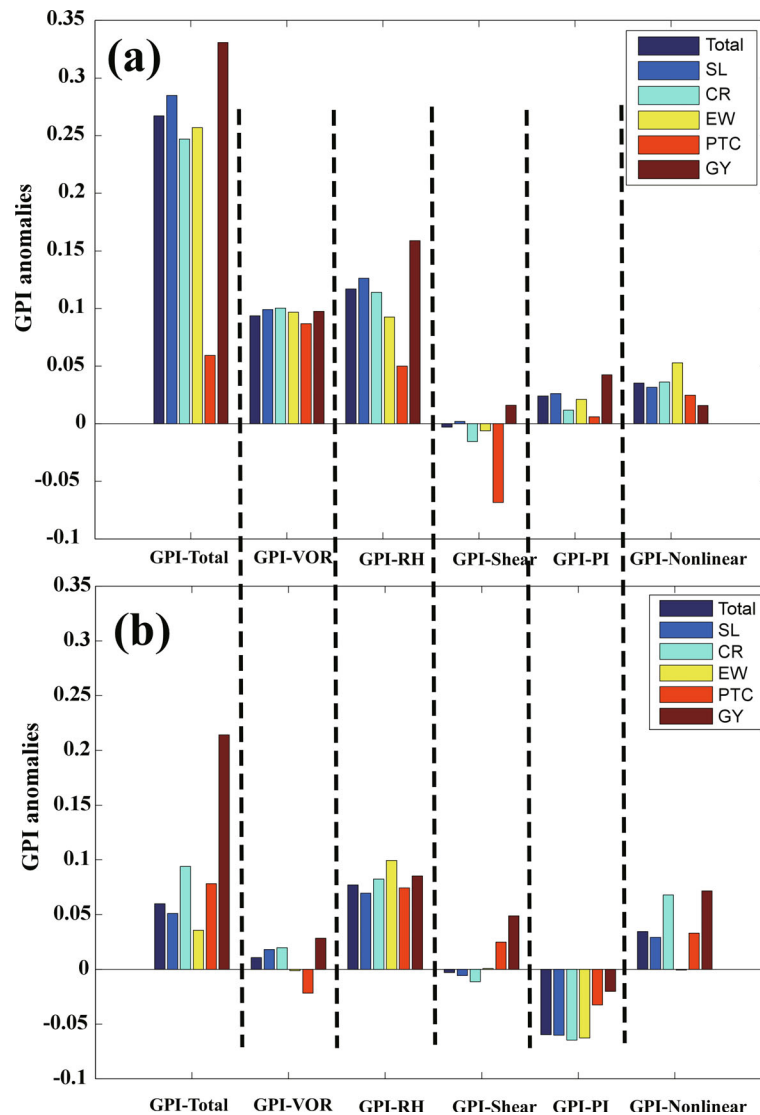 (a)
Total
SL
CR
EW
PTC
GY
GPI anomalies
0.35
0.3
0.25
0.2
0.15
0.1
0.05
0
-0.05
-0.1
GPI-Total GPI-VOR GPI-RH GPI-Shear GPI-PI GPI-Nonlinear
(b)
Total
SL
CR
EW
PTC
GY
GPI anomalies
0.35
0.3
0.25
0.2
0.15
0.1
0.05
0
-0.05
-0.1
GPI-Total GPI-VOR GPI-RH GPI-Shear GPI-PI GPI-Nonlinear